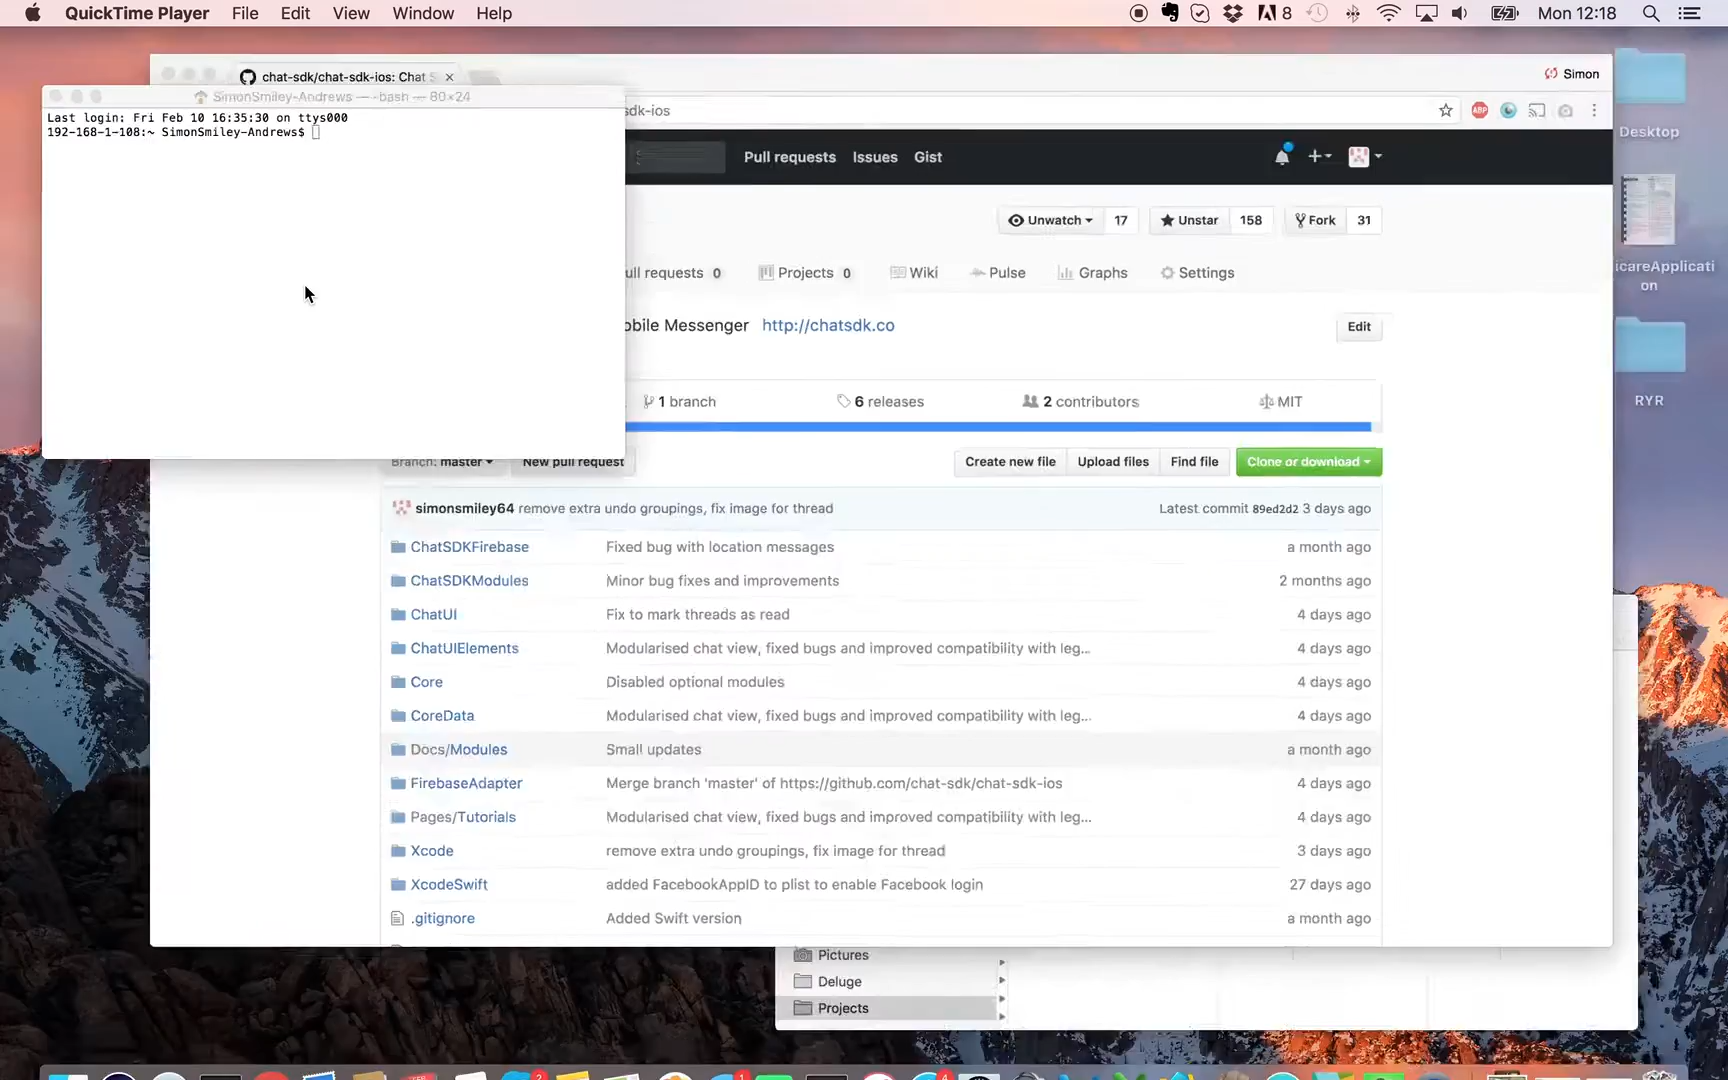 QuickTime Player File Edit View Window Help 8 Mon 12:18
chat-sdk/chat-sdk-ios: Chat S
Simon
SimonSmiley-Andrews — -bash — 80×24
sdk-ios
Last login: Fri Feb 10 16:35:30 on ttys000
192-168-1-108:~ SimonSmiley-Andrews$
Desktop
Pull requests Issues Gist
Unwatch 17 Unstar 158 Fork 31
ull requests 0 Projects 0 Wiki Pulse Graphs Settings
icareApplicati
on
obile Messenger http://chatsdk.co Edit
1 branch 6 releases 2 contributors MIT
RYR
Branch: master New pull request Create new file Upload files Find file Clone or download
simonsmiley64 remove extra undo groupings, fix image for thread Latest commit 89ed2d2 3 days ago
ChatSDKFirebase Fixed bug with location messages a month ago
ChatSDKModules Minor bug fixes and improvements 2 months ago
ChatUI Fix to mark threads as read 4 days ago
ChatUIElements Modularised chat view, fixed bugs and improved compatibility with leg... 4 days ago
Core Disabled optional modules 4 days ago
CoreData Modularised chat view, fixed bugs and improved compatibility with leg... 4 days ago
Docs/Modules Small updates a month ago
FirebaseAdapter Merge branch 'master' of https://github.com/chat-sdk/chat-sdk-ios 4 days ago
Pages/Tutorials Modularised chat view, fixed bugs and improved compatibility with leg... 4 days ago
Xcode remove extra undo groupings, fix image for thread 3 days ago
XcodeSwift added FacebookAppID to plist to enable Facebook login 27 days ago
.gitignore Added Swift version a month ago
Pictures
Deluge
Projects